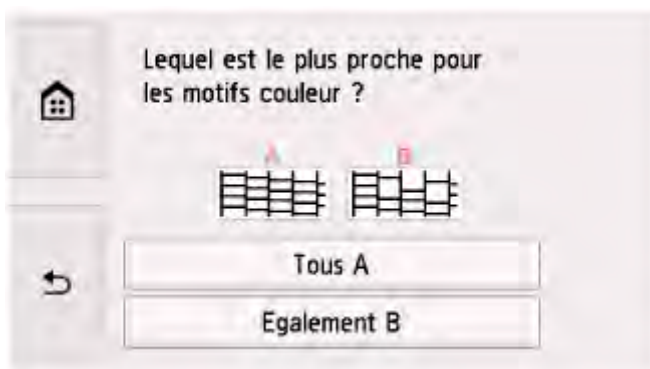 Lequel est le plus proche pour
les motifs couleur ?
A B
Tous A
Egalement B